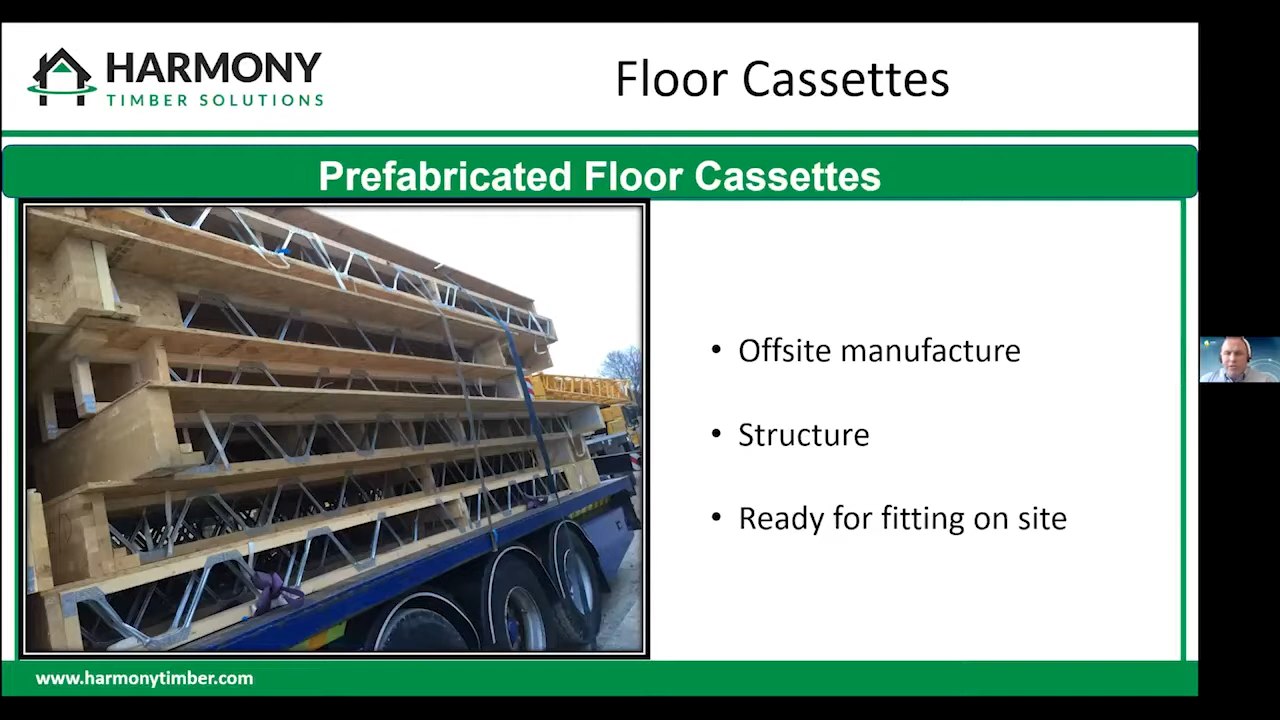 HARMONY
TIMBER SOLUTIONS
Floor Cassettes
Prefabricated Floor Cassettes
• Offsite manufacture
• Structure
• Ready for fitting on site
www.harmonytimber.com